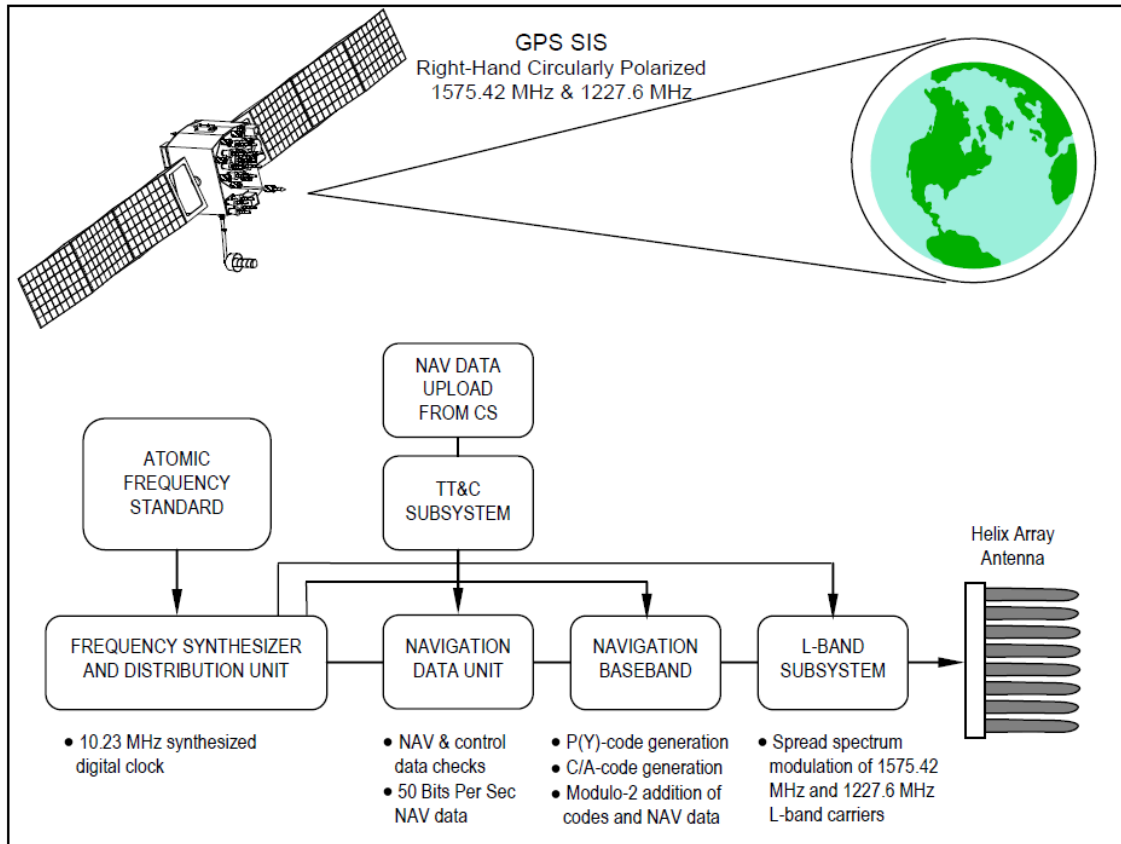 GPS SIS
Right-Hand Circularly Polarized
1575.42 MHz & 1227.6 MHz
NAV DATA
UPLOAD
FROM CS
ATOMIC
FREQUENCY
STANDARD
TT&C
SUBSYSTEM
Helix Array
Antenna
FREQUENCY SYNTHESIZER
AND DISTRIBUTION UNIT
NAVIGATION
DATA UNIT
NAVIGATION
BASEBAND
L-BAND
SUBSYSTEM
● 10.23 MHz synthesized
digital clock
● NAV & control
data checks
● 50 Bits Per Sec
NAV data
● P(Y)-code generation
● C/A-code generation
● Modulo-2 addition of
codes and NAV data
● Spread spectrum
modulation of 1575.42
MHz and 1227.6 MHz
L-band carriers